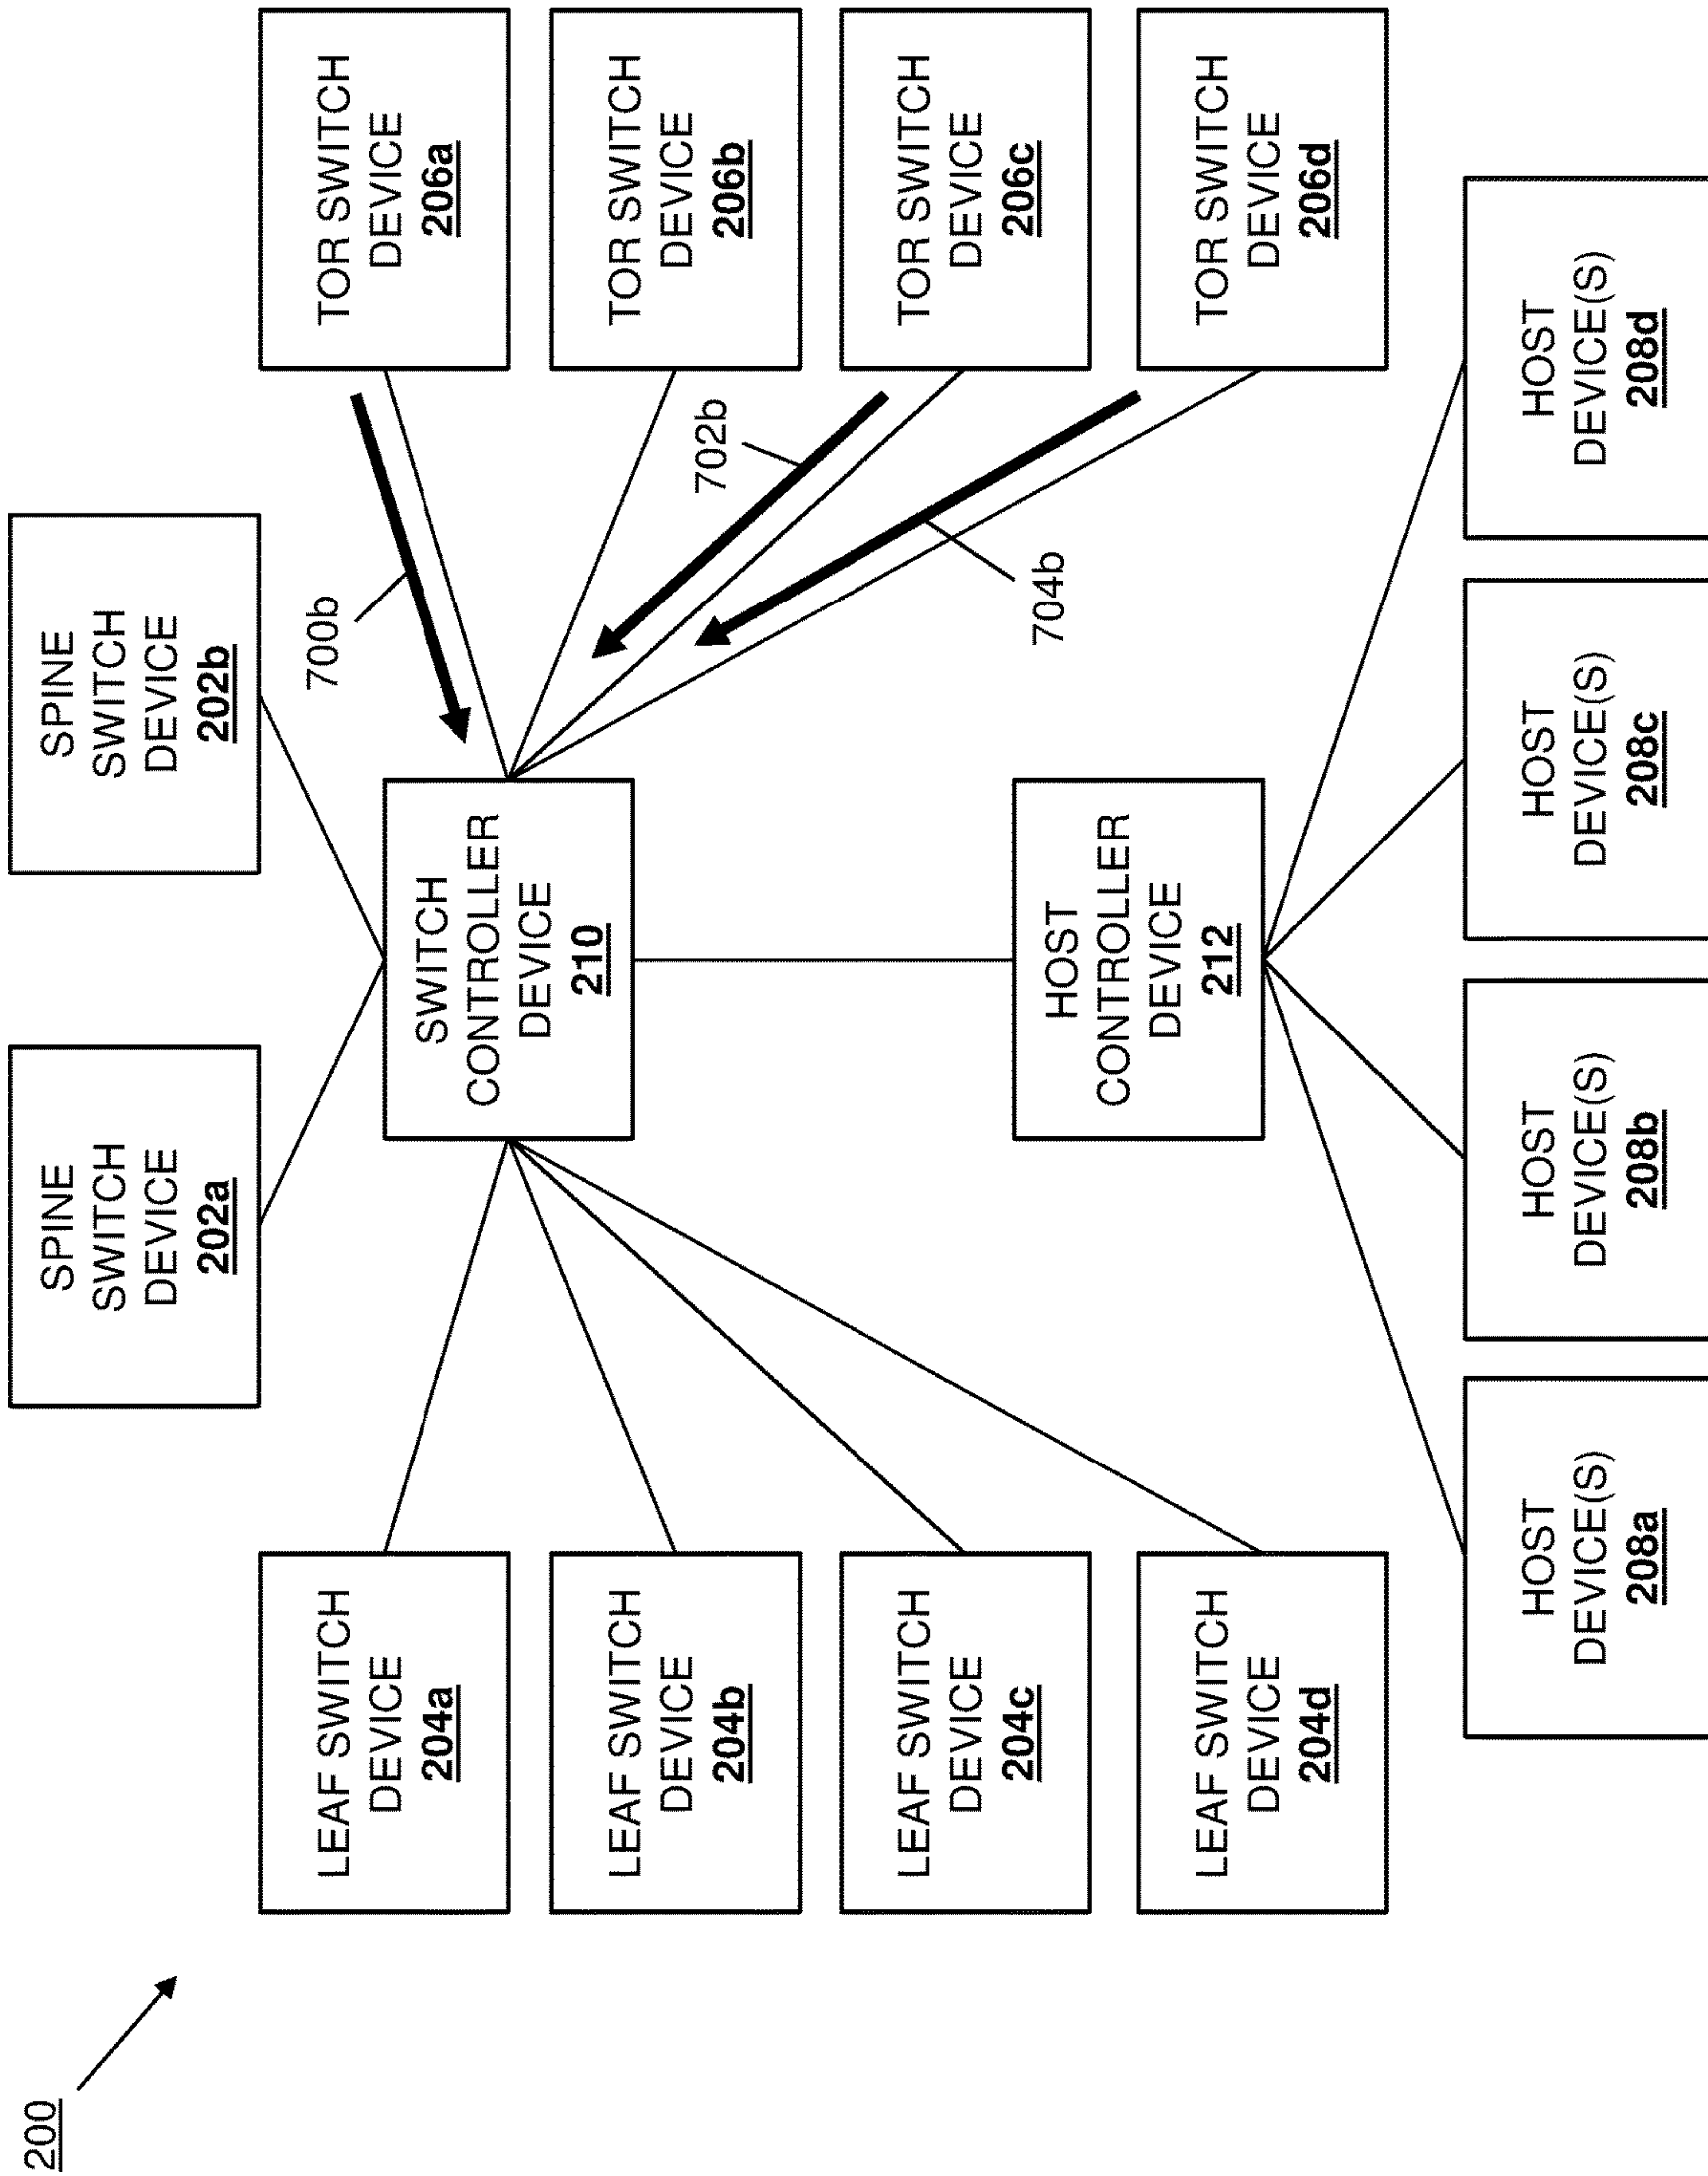 200
SPINE
SWITCH
DEVICE
202a
SPINE
SWITCH
DEVICE
202b
LEAF SWITCH
DEVICE
204a
LEAF SWITCH
DEVICE
204b
LEAF SWITCH
DEVICE
204c
LEAF SWITCH
DEVICE
204d
SWITCH
CONTROLLER
DEVICE
210
700b
702b
704b
TOR SWITCH
DEVICE
206a
TOR SWITCH
DEVICE
206b
TOR SWITCH
DEVICE
206c
TOR SWITCH
DEVICE
206d
HOST
CONTROLLER
DEVICE
212
HOST
DEVICE(S)
208a
HOST
DEVICE(S)
208b
HOST
DEVICE(S)
208c
HOST
DEVICE(S)
208d